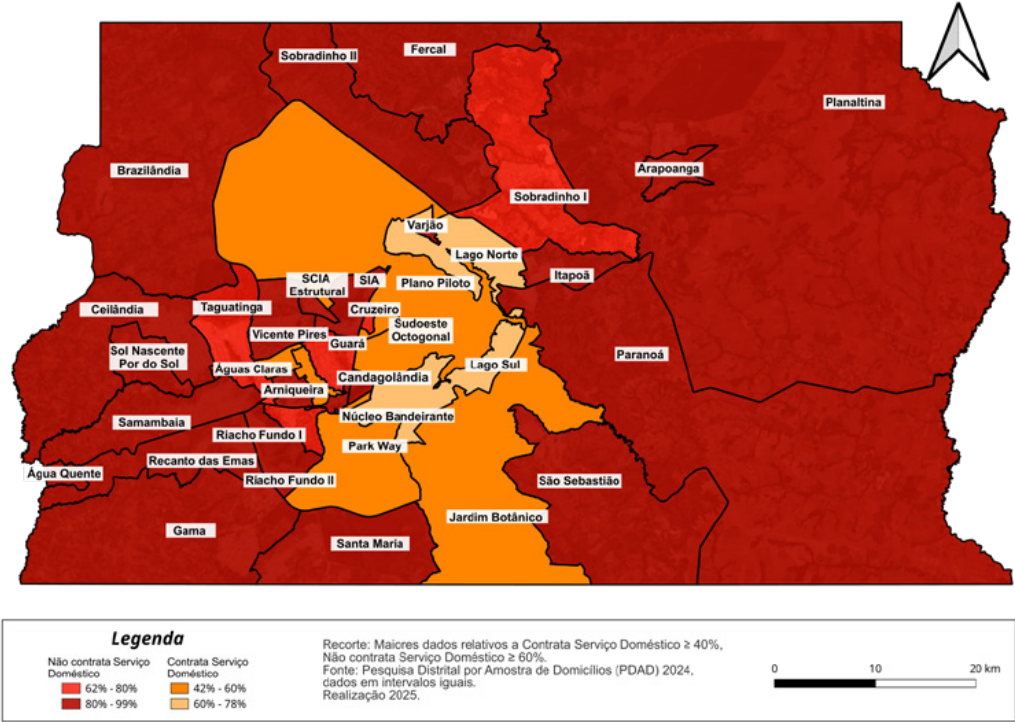 Sobradinho II
Fercal
Planaltina
Brazilândia
Arapoanga
Sobradinho I
Varjão
Lago Norte
Itapoã
SCIA
Estrutural
SIA
Plano Piloto
Ceilândia
Taguatinga
Cruzeiro
Vicente Pires
Sudoeste
Octogonal
Guará
Sol Nascente
Por do Sol
Paranoá
Águas Claras
Lago Sul
Candagolândia
Arniqueira
Samambaia
Núcleo Bandeirante
Riacho Fundo I
Park Way
Recanto das Emas
Água Quente
Riacho Fundo II
São Sebastião
Jardim Botânico
Gama
Santa Maria
Legenda
Não contrata Serviço
Doméstico
62% - 80%
80% - 99%
Contrata Serviço
Doméstico
42% - 60%
60% - 78%
Recorte: Maiores dados relativos a Contrata Serviço Doméstico ≥ 40%,
Não contrata Serviço Doméstico ≥ 60%.
Fonte: Pesquisa Distrital por Amostra de Domicílios (PDAD) 2024,
dados em intervalos iguais.
Realização 2025.
0 10 20 km